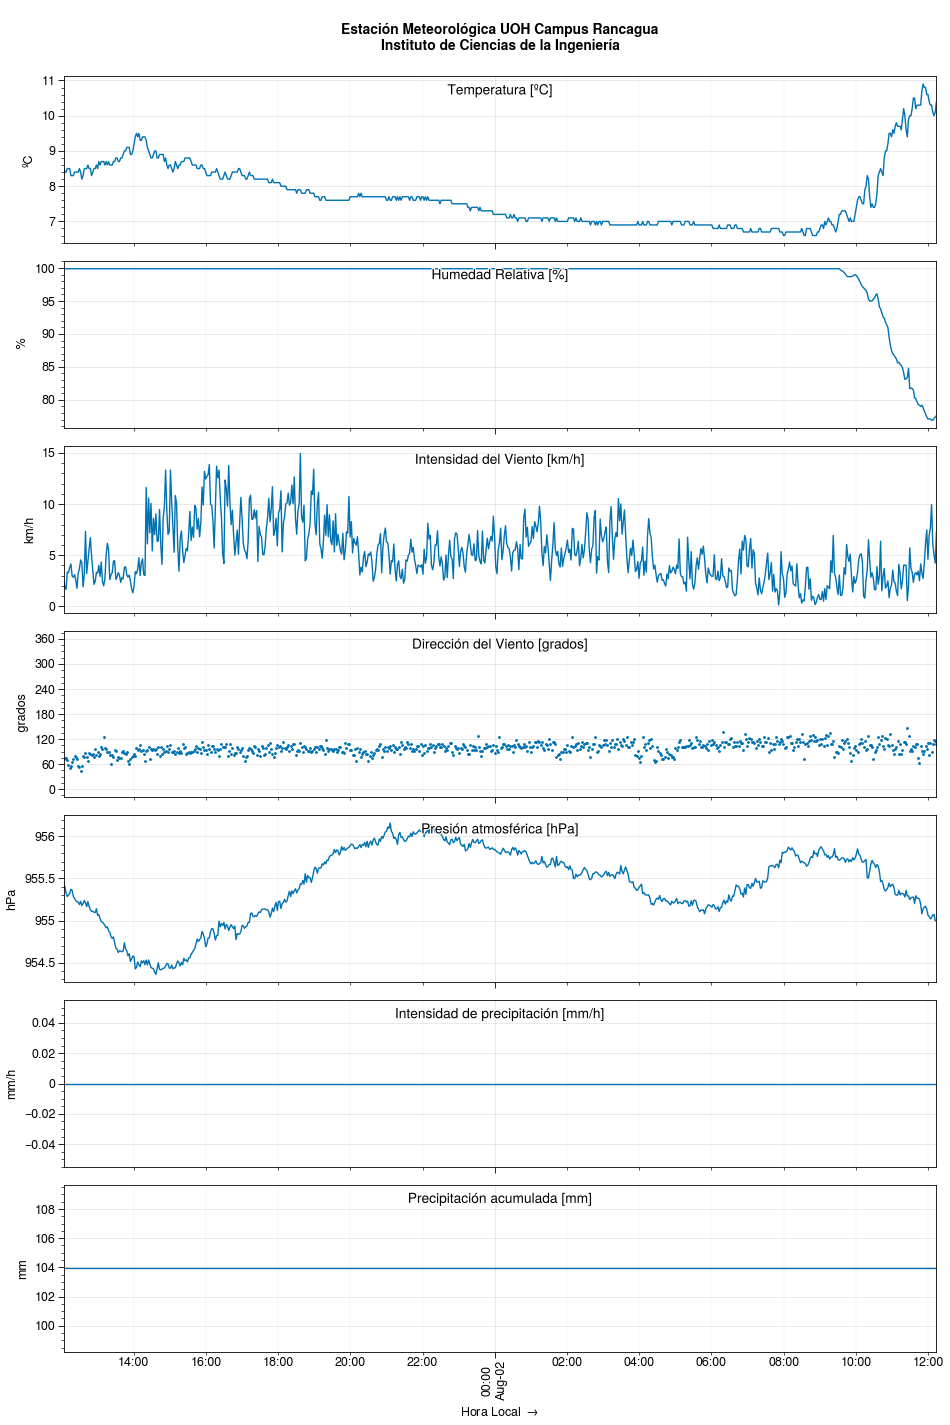 Estación Meteorológica UOH Campus Rancagua
Instituto de Ciencias de la Ingeniería
Temperatura [ºC]
ºC
11
10
9
8
7
Humedad Relativa [%]
%
100
95
90
85
80
Intensidad del Viento [km/h]
km/h
15
10
5
0
Dirección del Viento [grados]
grados
360
300
240
180
120
60
0
Presión atmosférica [hPa]
hPa
956
955.5
955
954.5
Intensidad de precipitación [mm/h]
mm/h
0.04
0.02
0
−0.02
−0.04
Precipitación acumulada [mm]
mm
108
106
104
102
100
14:00 16:00 18:00 20:00 22:00 00:00 02:00 04:00 06:00 08:00 10:00 12:00
Aug-02
Hora Local →